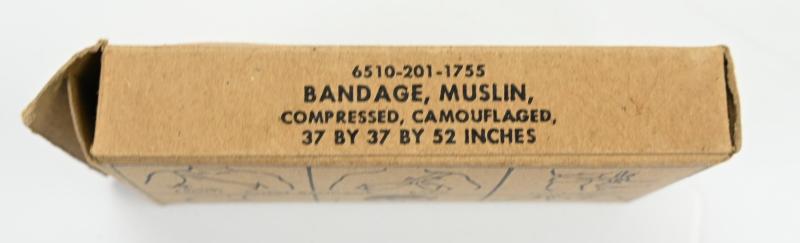 6510-201-1755
BANDAGE, MUSLIN,
COMPRESSED, CAMOUFLAGED,
37 BY 37 BY 52 INCHES